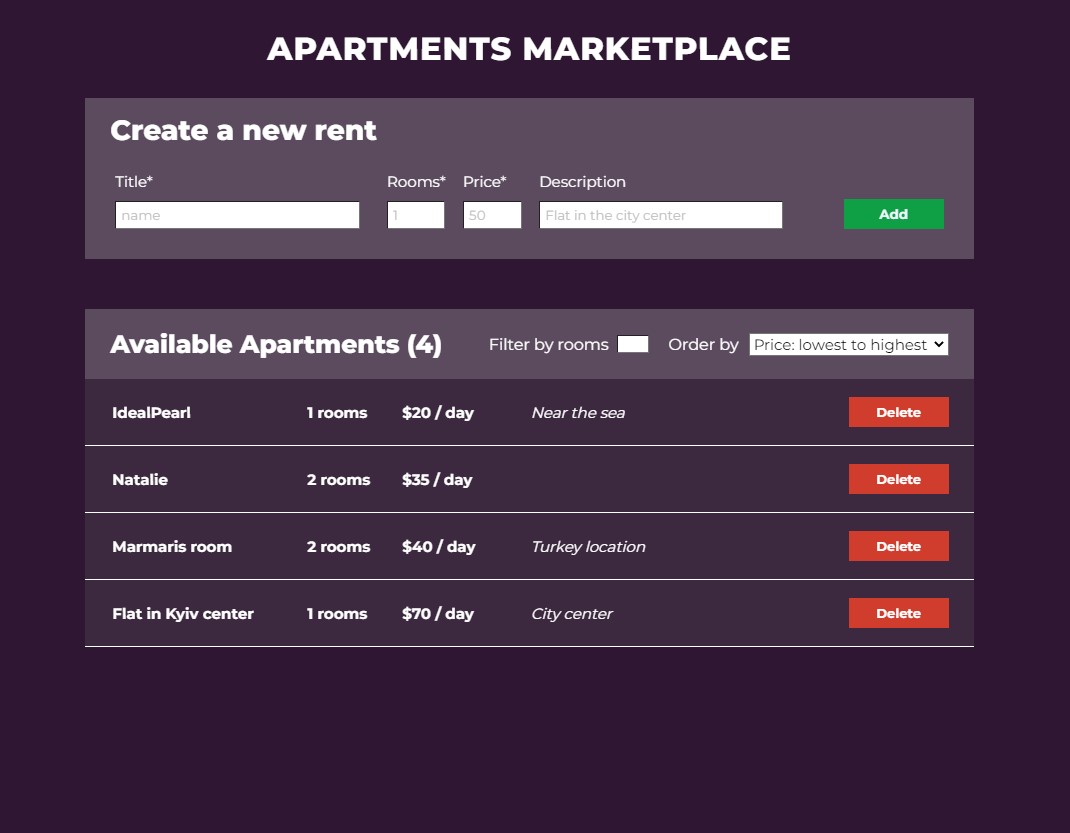 APARTMENTS MARKETPLACE
Create a new rent
Title* Rooms* Price* Description
name 1 50 Flat in the city center Add
Available Apartments (4) Filter by rooms Order by Price: lowest to highest
IdealPearl 1 rooms $20 / day Near the sea Delete
Natalie 2 rooms $35 / day Delete
Marmaris room 2 rooms $40 / day Turkey location Delete
Flat in Kyiv center 1 rooms $70 / day City center Delete